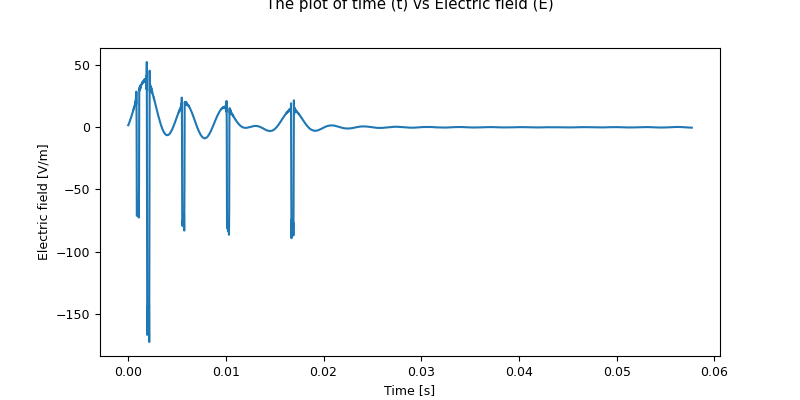 The plot of time (t) vs Electric field (E)
50
0
−50
−100
−150
Electric field [V/m]
0.00 0.01 0.02 0.03 0.04 0.05 0.06
Time [s]